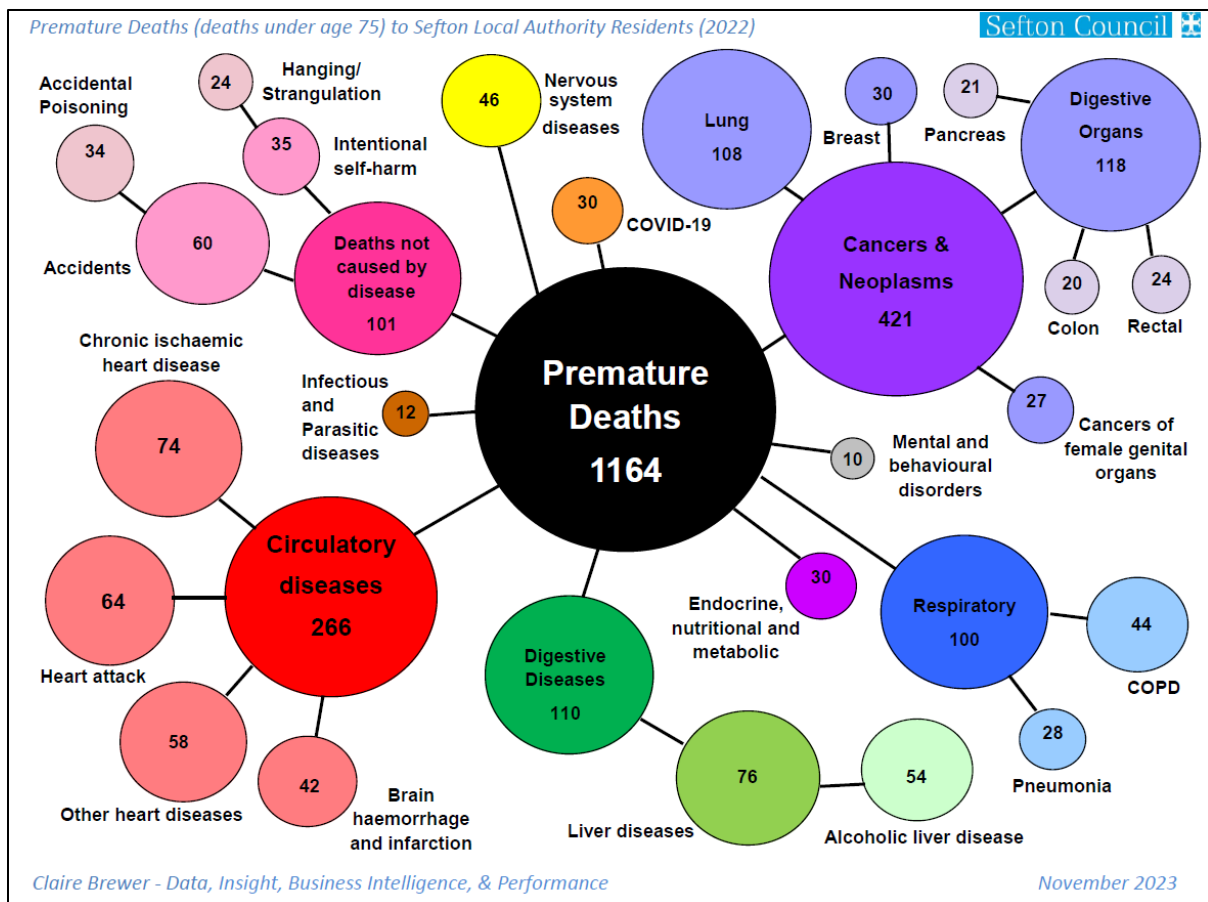 Premature Deaths (deaths under age 75) to Sefton Local Authority Residents (2022)
Sefton Council
Accidental
Poisoning
34
24
Hanging/
Strangulation
35
Intentional
self-harm
60
Accidents
Deaths not
caused by
disease
101
46
Nervous
system
diseases
30
COVID-19
Lung
108
30
Breast
21
Pancreas
Digestive
Organs
118
20
Colon
24
Rectal
Cancers &
Neoplasms
421
27
Cancers of
female genital
organs
Premature
Deaths
1164
Infectious
and
Parasitic
diseases
12
10
Mental and
behavioural
disorders
Chronic ischaemic
heart disease
74
Circulatory
diseases
266
64
Heart attack
58
Other heart diseases
42
Brain
haemorrhage
and infarction
Digestive
Diseases
110
76
Liver diseases
54
Alcoholic liver disease
30
Endocrine,
nutritional and
metabolic
Respiratory
100
44
COPD
28
Pneumonia
Claire Brewer - Data, Insight, Business Intelligence, & Performance
November 2023